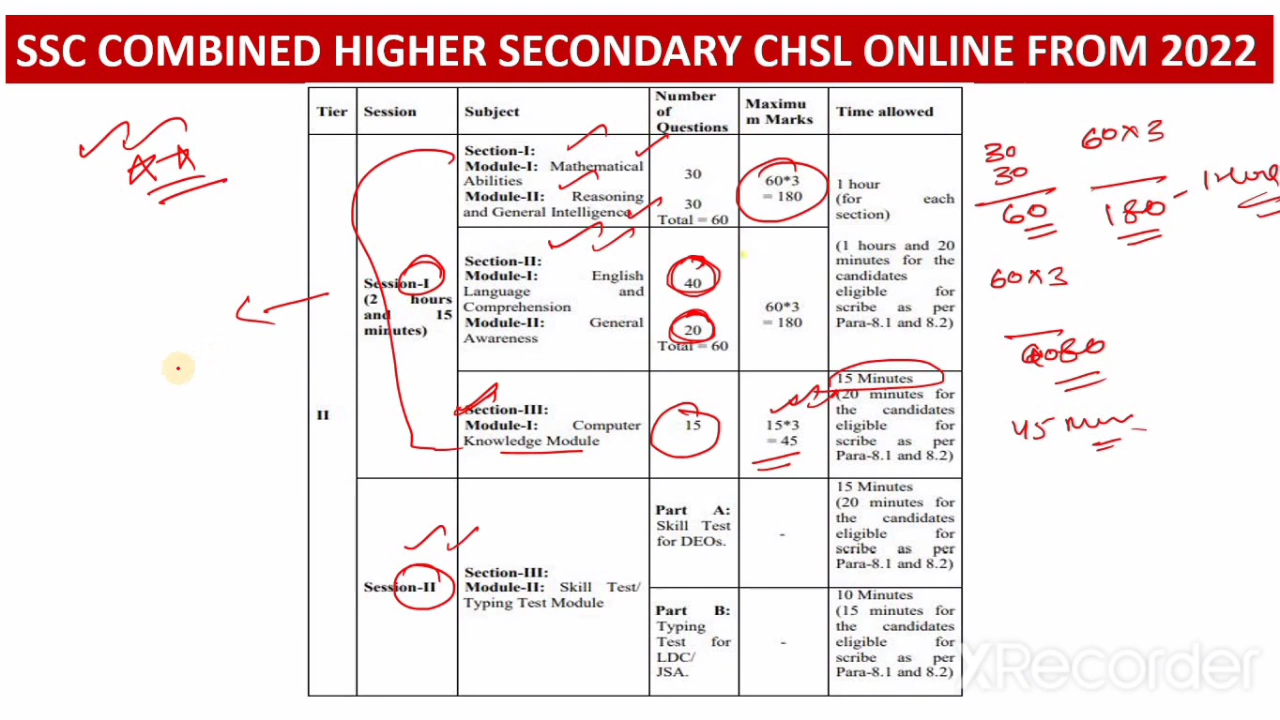 SSC COMBINED HIGHER SECONDARY CHSL ONLINE FROM 2022
Tier
Session
Subject
Number
of
Questions
Maximu
m Marks
Time allowed
II
Session-I
(2 hours
and 15
minutes)
Section-I:
Module-I: Mathematical
Abilities
Module-II: Reasoning
and General Intelligence
30
30
Total = 60
60*3
= 180
1 hour
(for each
section)
(1 hours and 20
minutes for the
candidates
eligible for
scribe as per
Para-8.1 and 8.2)
Section-II:
Module-I: English
Language and
Comprehension
Module-II: General
Awareness
40
20
Total = 60
60*3
= 180
Section-III:
Module-I: Computer
Knowledge Module
15
15*3
= 45
15 Minutes
(20 minutes for
the candidates
eligible for
scribe as per
Para-8.1 and 8.2)
Session-II
Section-III:
Module-II: Skill Test/
Typing Test Module
Part A:
Skill Test
for DEOs.
-
15 Minutes
(20 minutes for
the candidates
eligible for
scribe as per
Para-8.1 and 8.2)
Part B:
Typing
Test for
LDC/
JSA.
-
10 Minutes
(15 minutes for
the candidates
eligible for
scribe as per
Para-8.1 and 8.2)
30
30
60
60×3
180
60×3
45
XRecorder